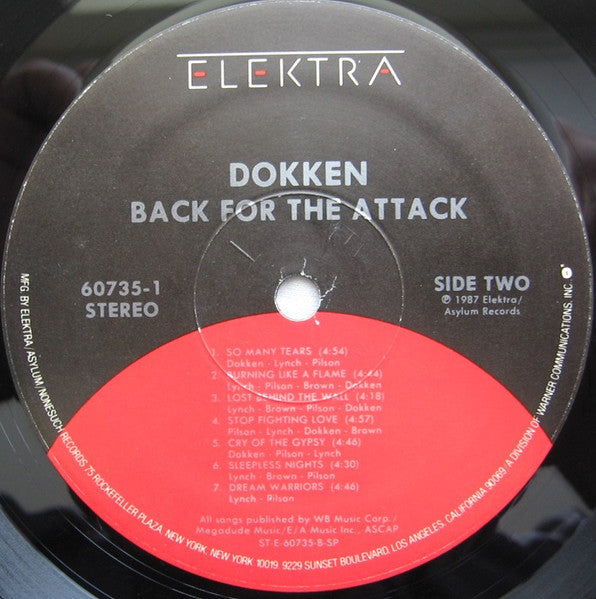 ELEKTRA
DOKKEN
BACK FOR THE ATTACK
60735-1
STEREO
SIDE TWO
℗ 1987 Elektra/
Asylum Records
1. SO MANY TEARS (4:54)
Dokken - Lynch - Pilson
2. BURNING LIKE A FLAME (4:44)
Lynch - Pilson - Brown - Dokken
3. LOST BEHIND THE WALL (4:18)
Lynch - Brown - Pilson - Dokken
4. STOP FIGHTING LOVE (4:57)
Pilson - Lynch - Dokken - Brown
5. CRY OF THE GYPSY (4:46)
Dokken - Pilson - Lynch
6. SLEEPLESS NIGHTS (4:30)
Lynch - Brown - Pilson
7. DREAM WARRIORS (4:46)
Lynch - Pilson
All songs published by WB Music Corp./
Megadude Music/E/A Music Inc., ASCAP
ST-E-60735-B-SP
MFG. BY ELEKTRA/ASYLUM/NONESUCH RECORDS, 75 ROCKEFELLER PLAZA, NEW YORK, NEW YORK 10019. 9229 SUNSET BOULEVARD, LOS ANGELES, CALIFORNIA 90069. A DIVISION OF WARNER COMMUNICATIONS, INC.